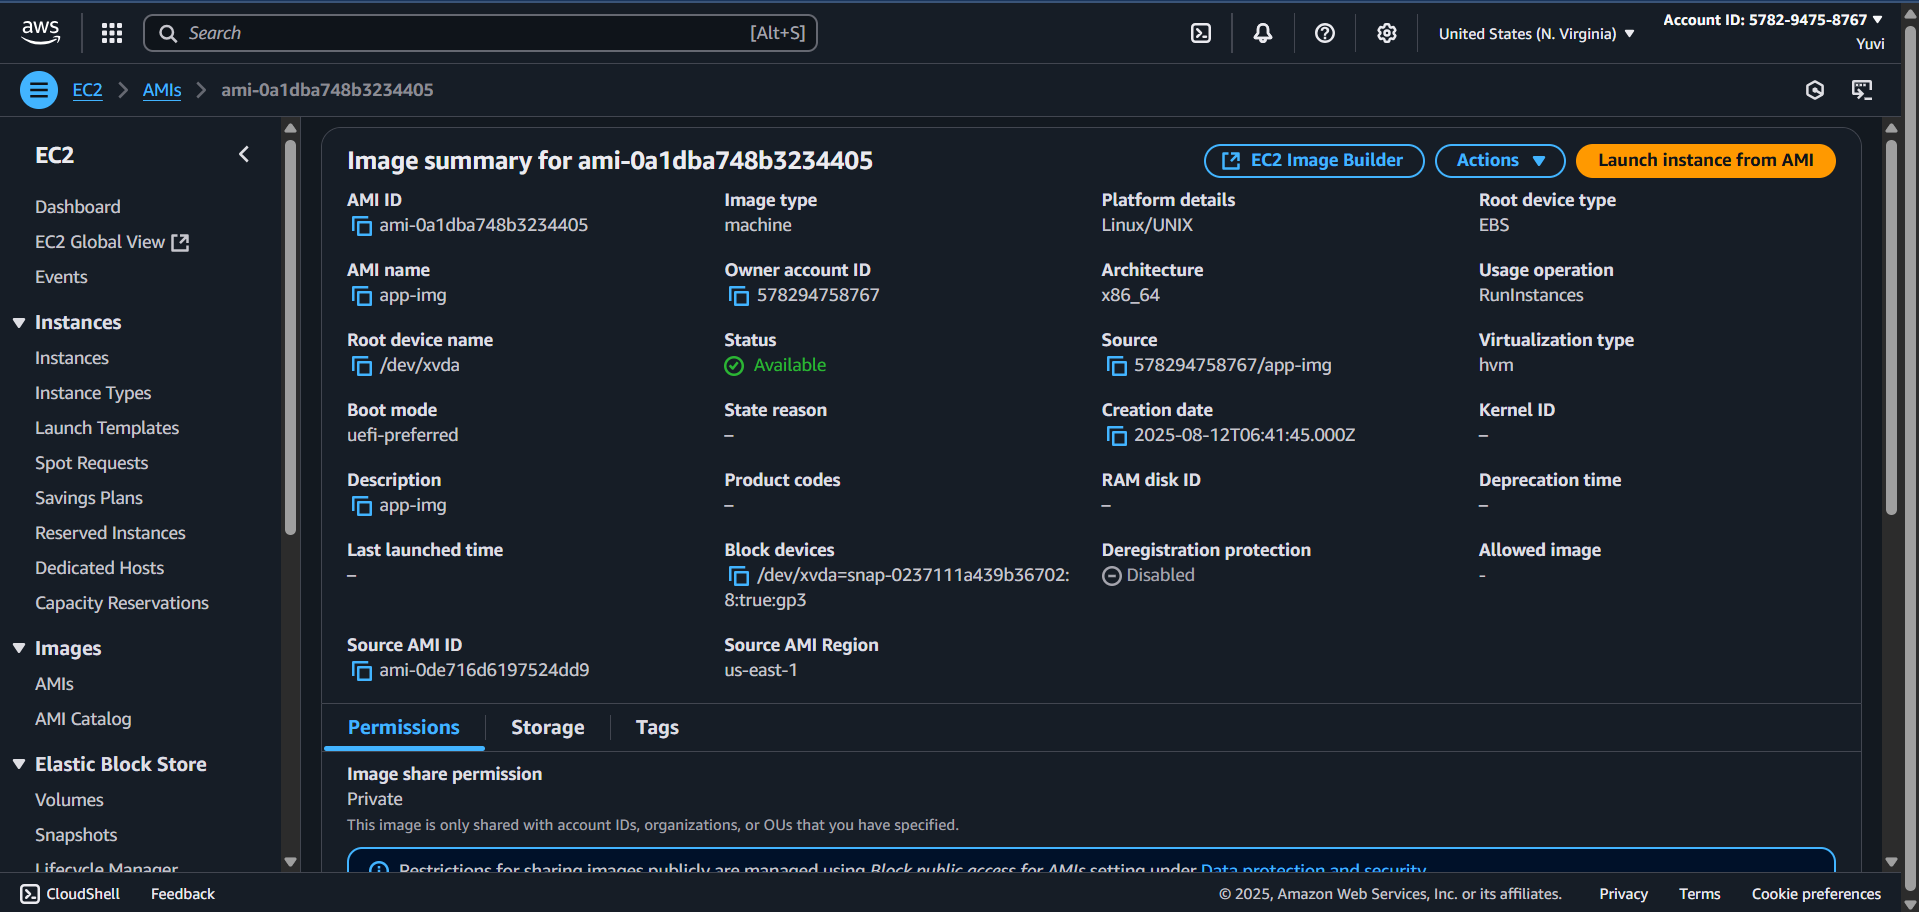 aws
Search
[Alt+S]
United States (N. Virginia)
Account ID: 5782-9475-8767
Yuvi
EC2
AMIs
ami-0a1dba748b3234405
EC2
Dashboard
EC2 Global View
Events
Instances
Instances
Instance Types
Launch Templates
Spot Requests
Savings Plans
Reserved Instances
Dedicated Hosts
Capacity Reservations
Images
AMIs
AMI Catalog
Elastic Block Store
Volumes
Snapshots
Lifecycle Manager
Image summary for ami-0a1dba748b3234405
EC2 Image Builder
Actions
Launch instance from AMI
AMI ID
ami-0a1dba748b3234405
Image type
machine
Platform details
Linux/UNIX
Root device type
EBS
AMI name
app-img
Owner account ID
578294758767
Architecture
x86_64
Usage operation
RunInstances
Root device name
/dev/xvda
Status
Available
Source
578294758767/app-img
Virtualization type
hvm
Boot mode
uefi-preferred
State reason
–
Creation date
2025-08-12T06:41:45.000Z
Kernel ID
–
Description
app-img
Product codes
–
RAM disk ID
–
Deprecation time
–
Last launched time
–
Block devices
/dev/xvda=snap-0237111a439b36702:
8:true:gp3
Deregistration protection
Disabled
Allowed image
-
Source AMI ID
ami-0de716d6197524dd9
Source AMI Region
us-east-1
Permissions
Storage
Tags
Image share permission
Private
This image is only shared with account IDs, organizations, or OUs that you have specified.
Restrictions for sharing images publicly are managed using Block public access for AMIs setting under Data protection and security
CloudShell
Feedback
© 2025, Amazon Web Services, Inc. or its affiliates.
Privacy
Terms
Cookie preferences